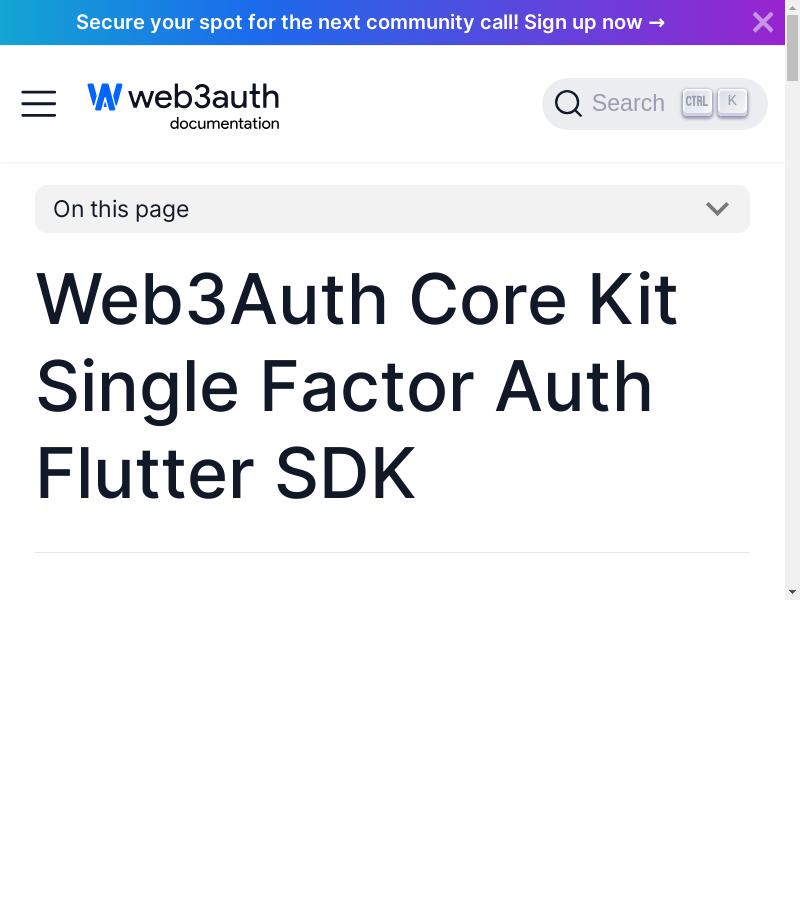 Secure your spot for the next community call! Sign up now →
web3auth
documentation
Search CTRL K
On this page
Web3Auth Core Kit
Single Factor Auth
Flutter SDK